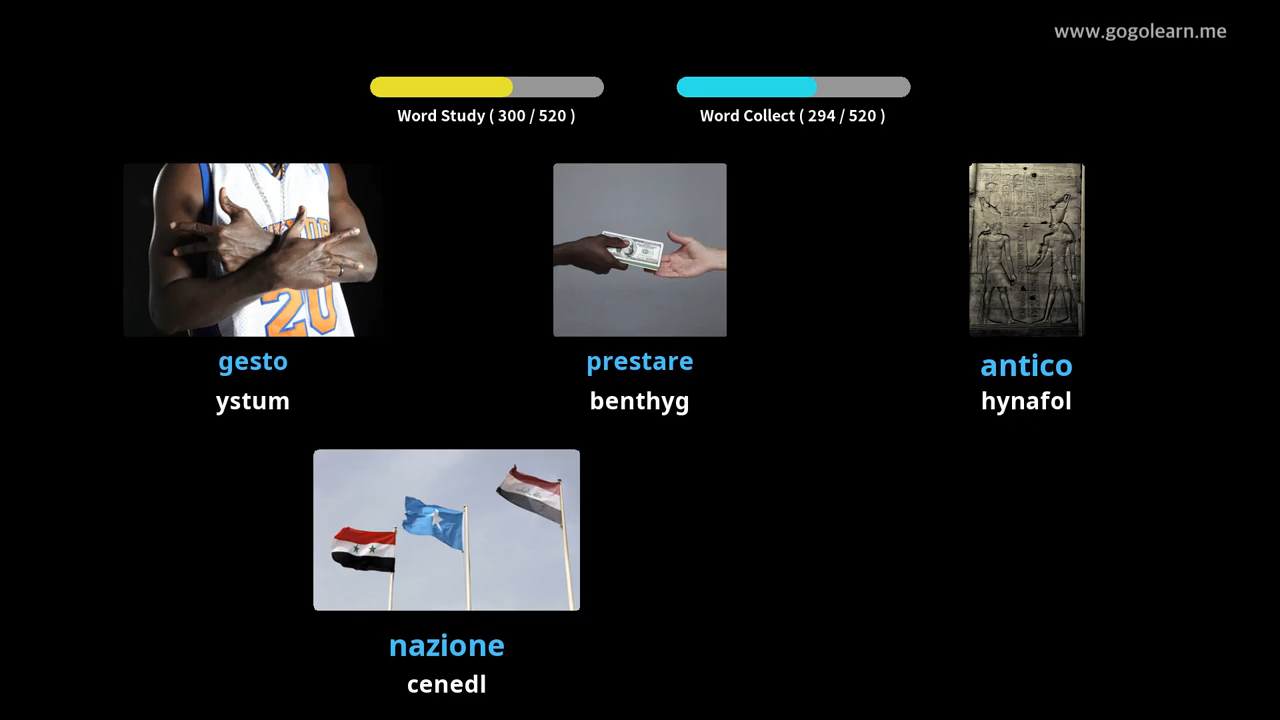 www.gogolearn.me
Word Study ( 300 / 520 )
Word Collect ( 294 / 520 )
20
gesto
prestare
antico
ystum
benthyg
hynafol
nazione
cenedl